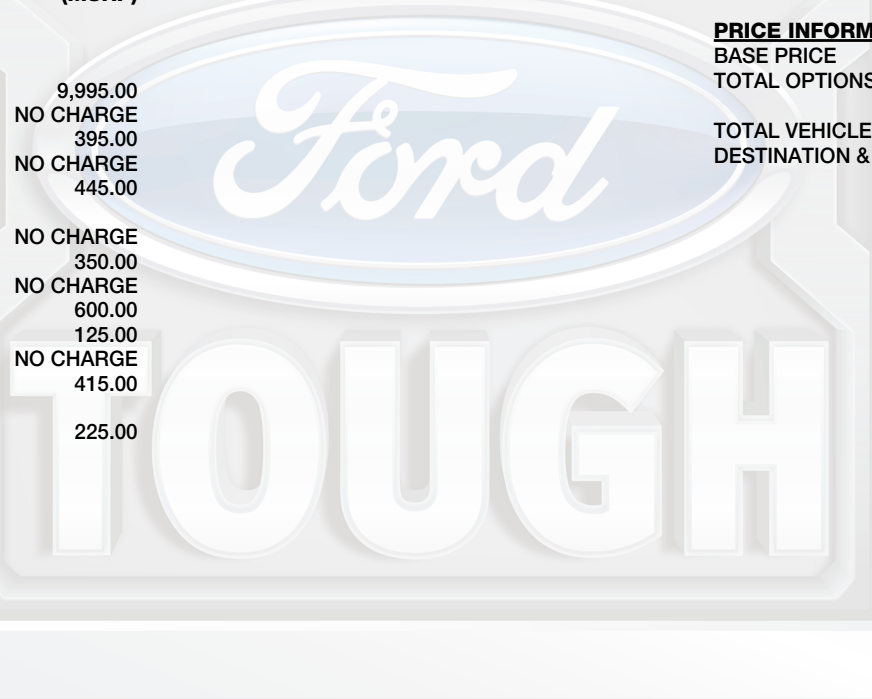 9,995.00
NO CHARGE
395.00
NO CHARGE
445.00
NO CHARGE
350.00
NO CHARGE
600.00
125.00
NO CHARGE
415.00
225.00
PRICE INFORM
BASE PRICE
TOTAL OPTIONS
TOTAL VEHICLE
DESTINATION &
Ford
TOUGH